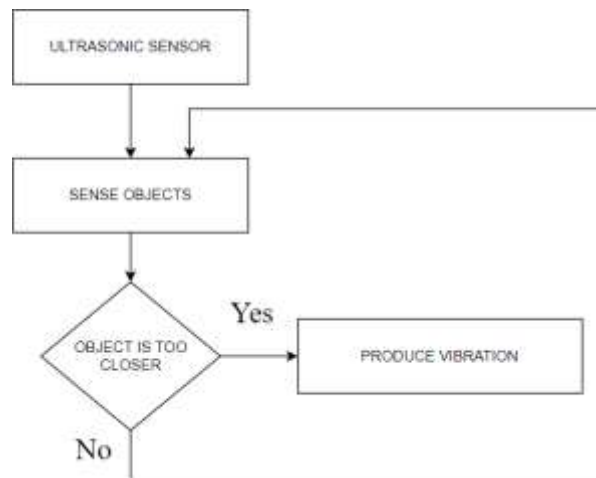 ULTRASONIC SENSOR
SENSE OBJECTS
Yes
OBJECT IS TOO
CLOSER
PRODUCE VIBRATION
No